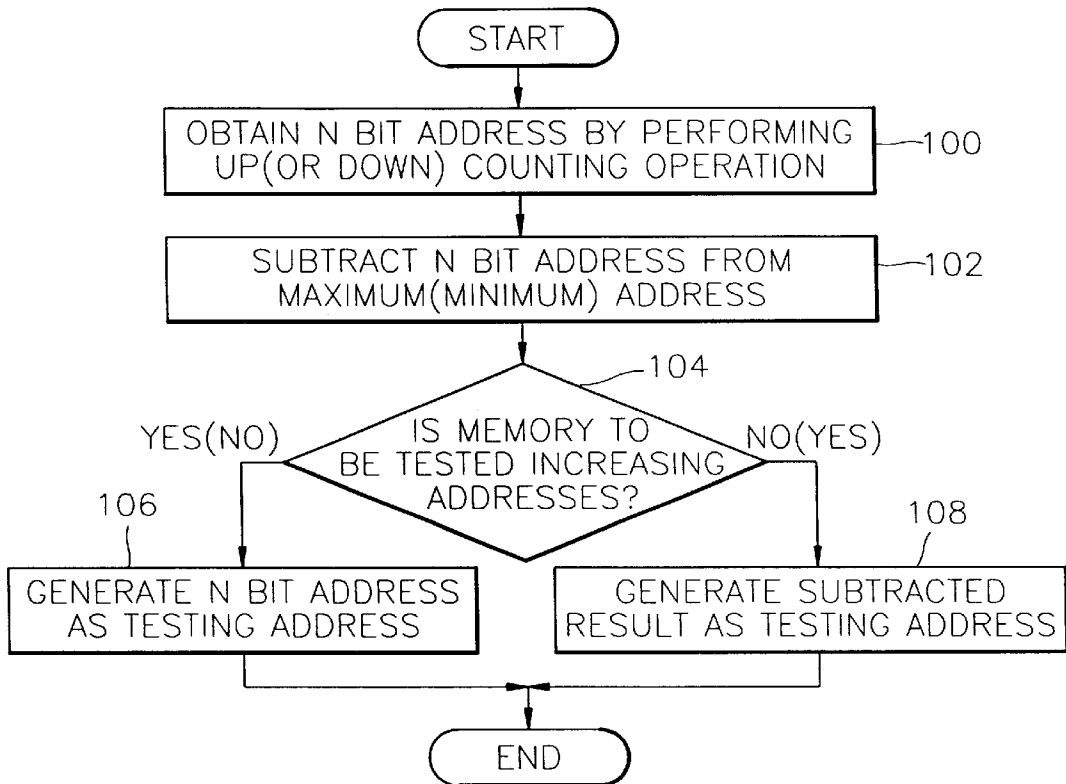 START
OBTAIN N BIT ADDRESS BY PERFORMING
UP(OR DOWN) COUNTING OPERATION
100
SUBTRACT N BIT ADDRESS FROM
MAXIMUM(MINIMUM) ADDRESS
102
104
IS MEMORY TO
BE TESTED INCREASING
ADDRESSES?
YES(NO)
NO(YES)
106
GENERATE N BIT ADDRESS
AS TESTING ADDRESS
108
GENERATE SUBTRACTED
RESULT AS TESTING ADDRESS
END